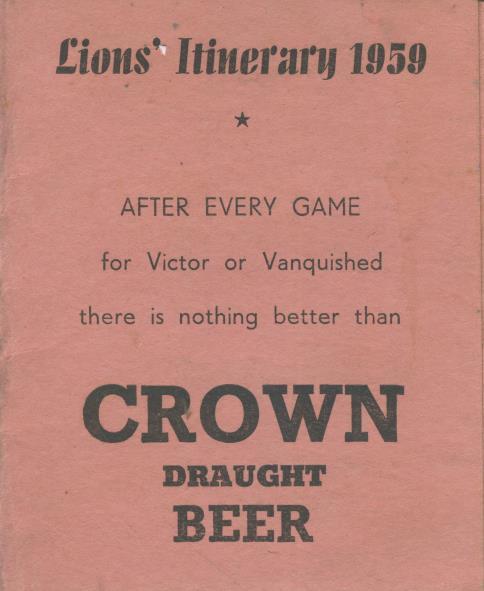 Lions' Itinerary 1959
★
AFTER EVERY GAME
for Victor or Vanquished
there is nothing better than
CROWN
DRAUGHT
BEER